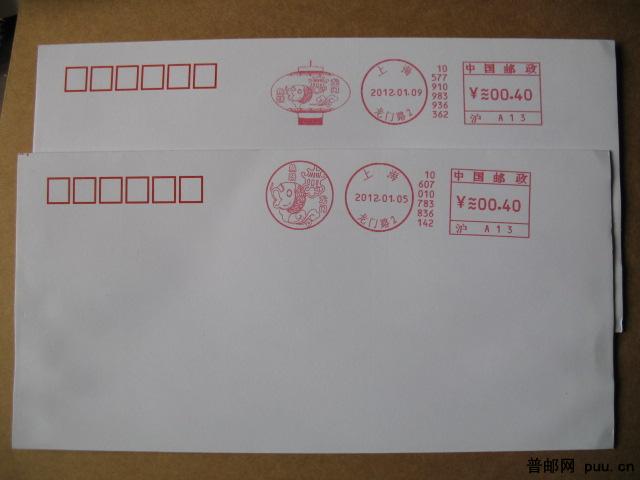 上海
2012.01.09
龙门路2
10
577
910
983
936
362
中国邮政
¥≋00.40
沪 A13
上海
2012.01.05
龙门路2
10
607
010
783
836
142
中国邮政
¥≋00.40
沪 A13
普邮网 puu.cn